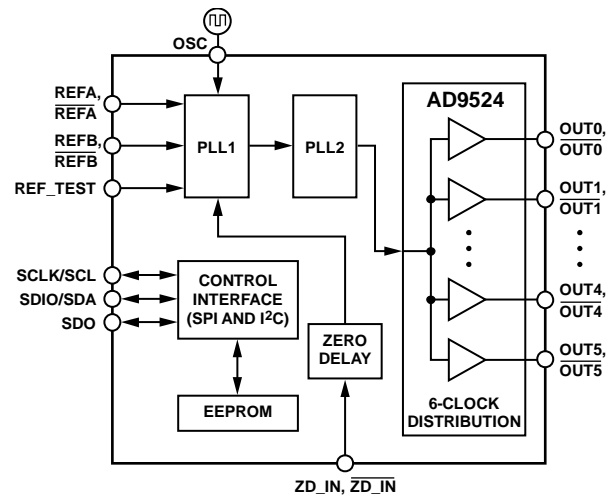 OSC
REFA,
REFA
REFB,
REFB
REF_TEST
PLL1
PLL2
AD9524
OUT0,
OUT0
OUT1,
OUT1
OUT4,
OUT4
OUT5,
OUT5
SCLK/SCL
SDIO/SDA
SDO
CONTROL
INTERFACE
(SPI AND I²C)
ZERO
DELAY
EEPROM
6-CLOCK
DISTRIBUTION
ZD_IN, ZD_IN